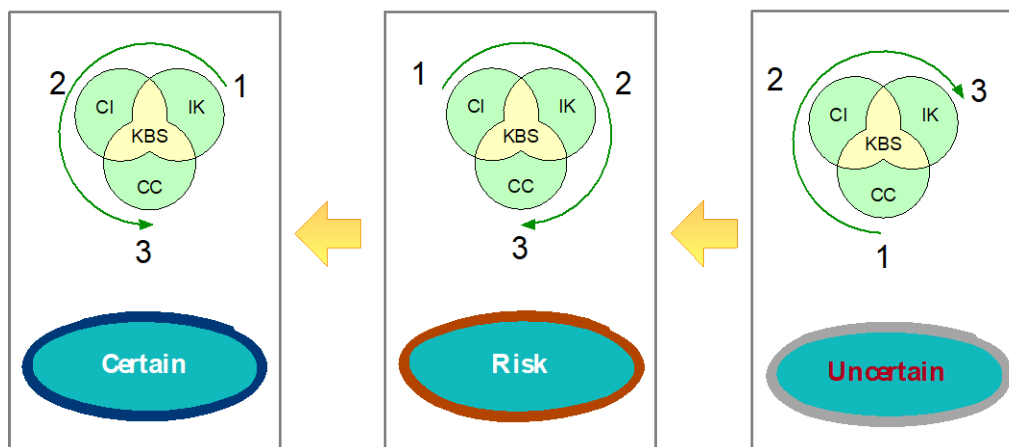 2
1
CI
IK
KBS
CC
3
Certain
1
2
CI
IK
KBS
CC
3
Risk
2
3
CI
IK
KBS
CC
1
Uncertain